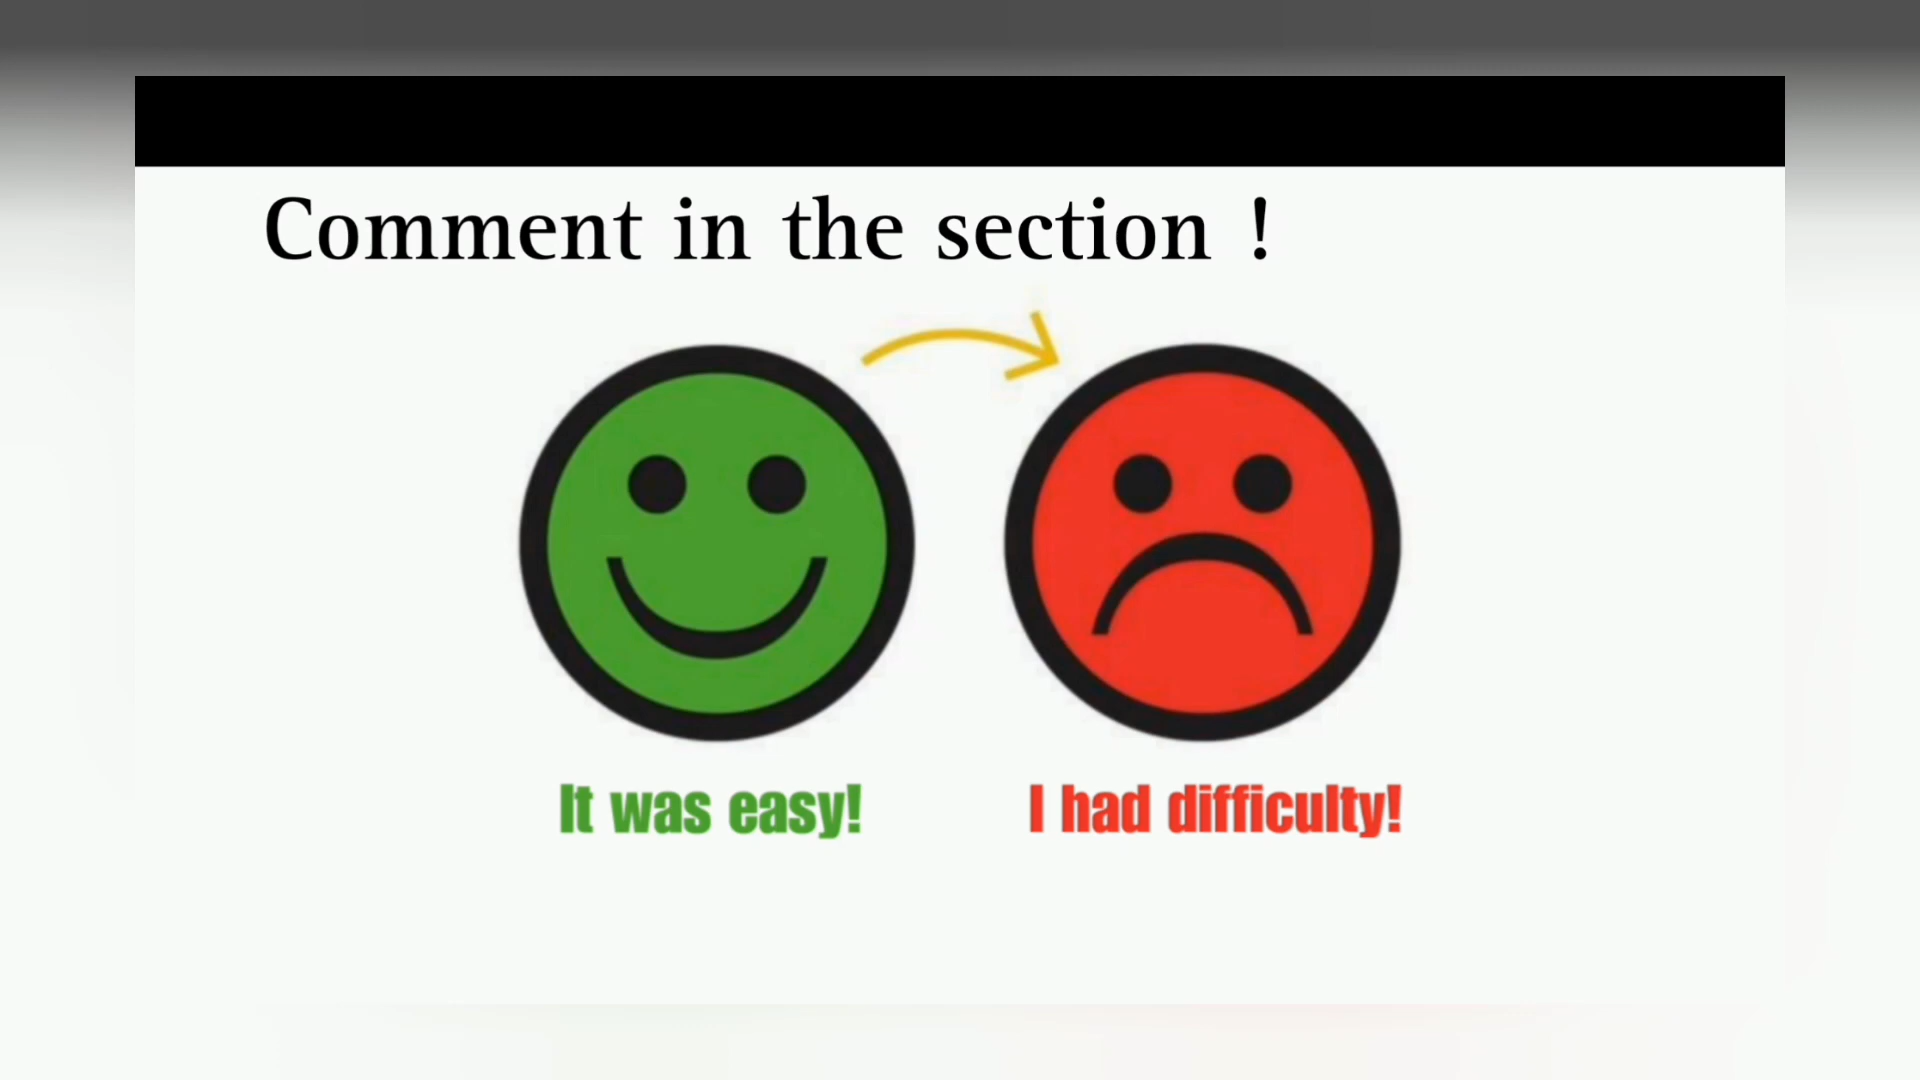 Comment in the section !
It was easy!
I had difficulty!